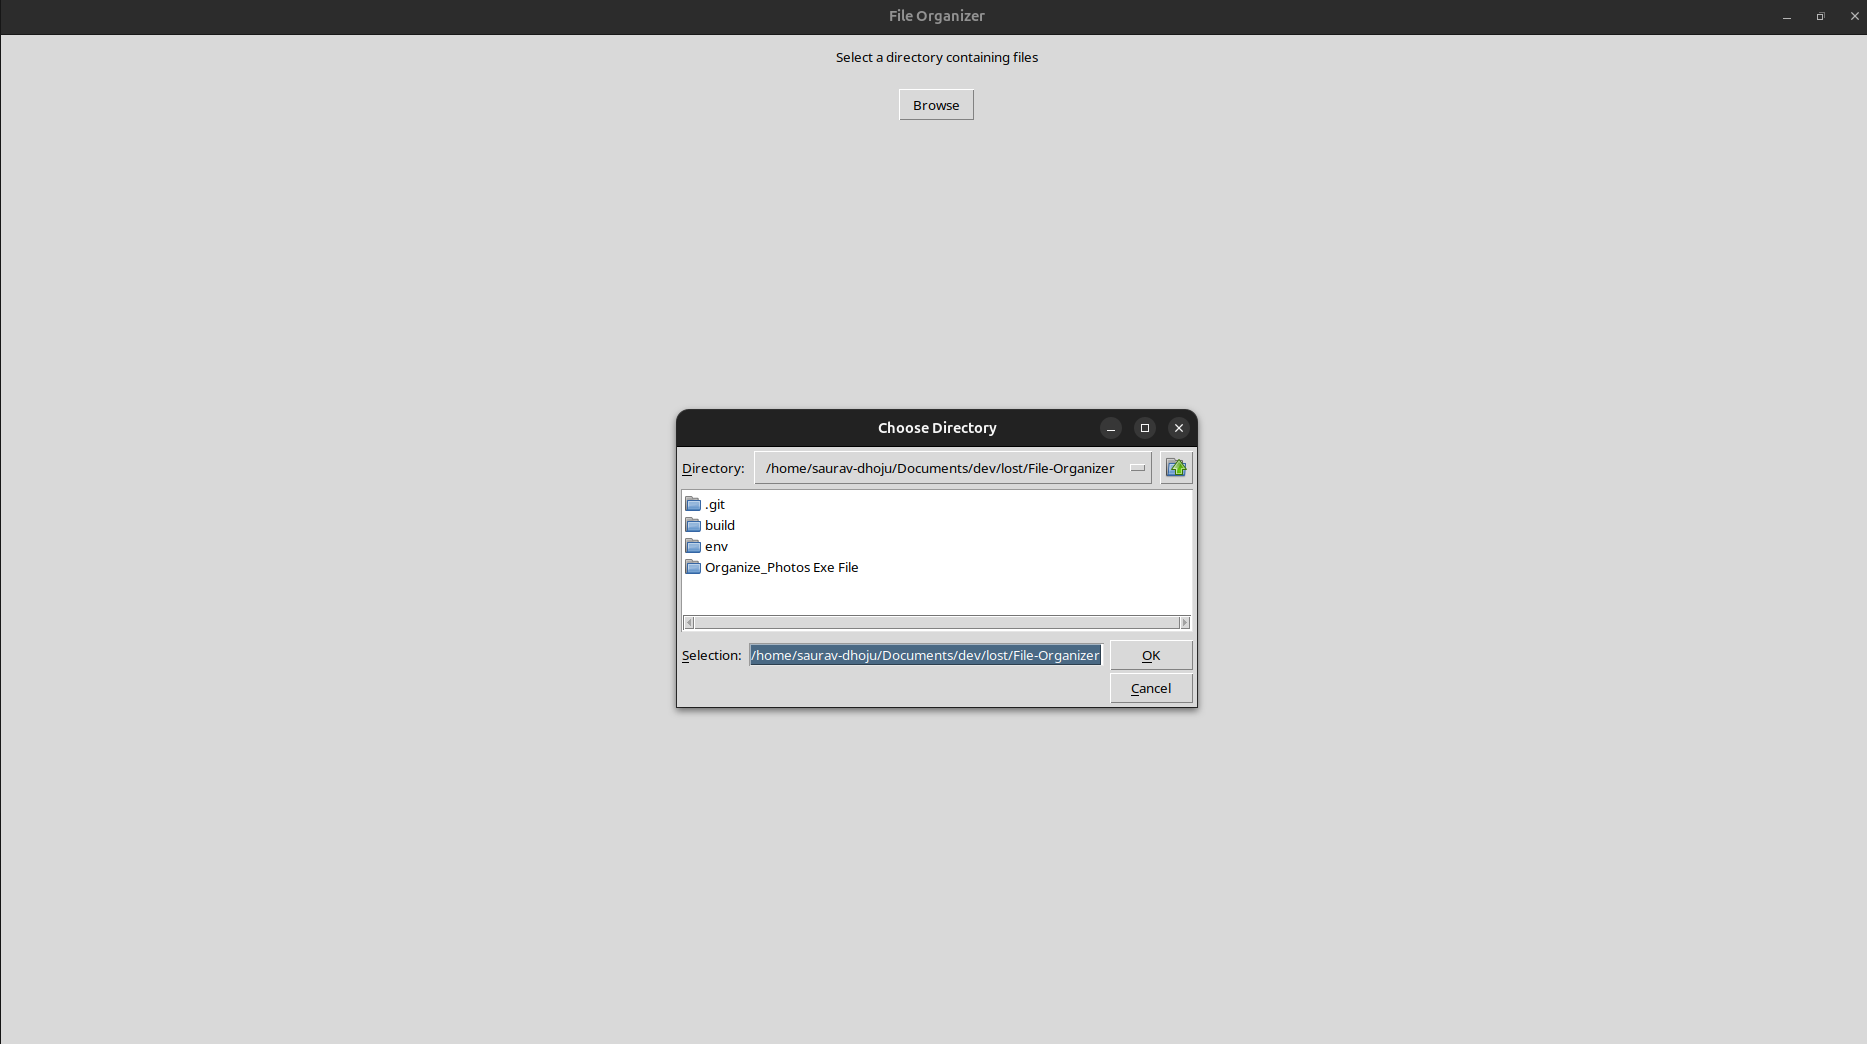 File Organizer
Select a directory containing files
Browse
Choose Directory
Directory: /home/saurav-dhoju/Documents/dev/lost/File-Organizer
.git
build
env
Organize_Photos Exe File
Selection: /home/saurav-dhoju/Documents/dev/lost/File-Organizer OK
Cancel